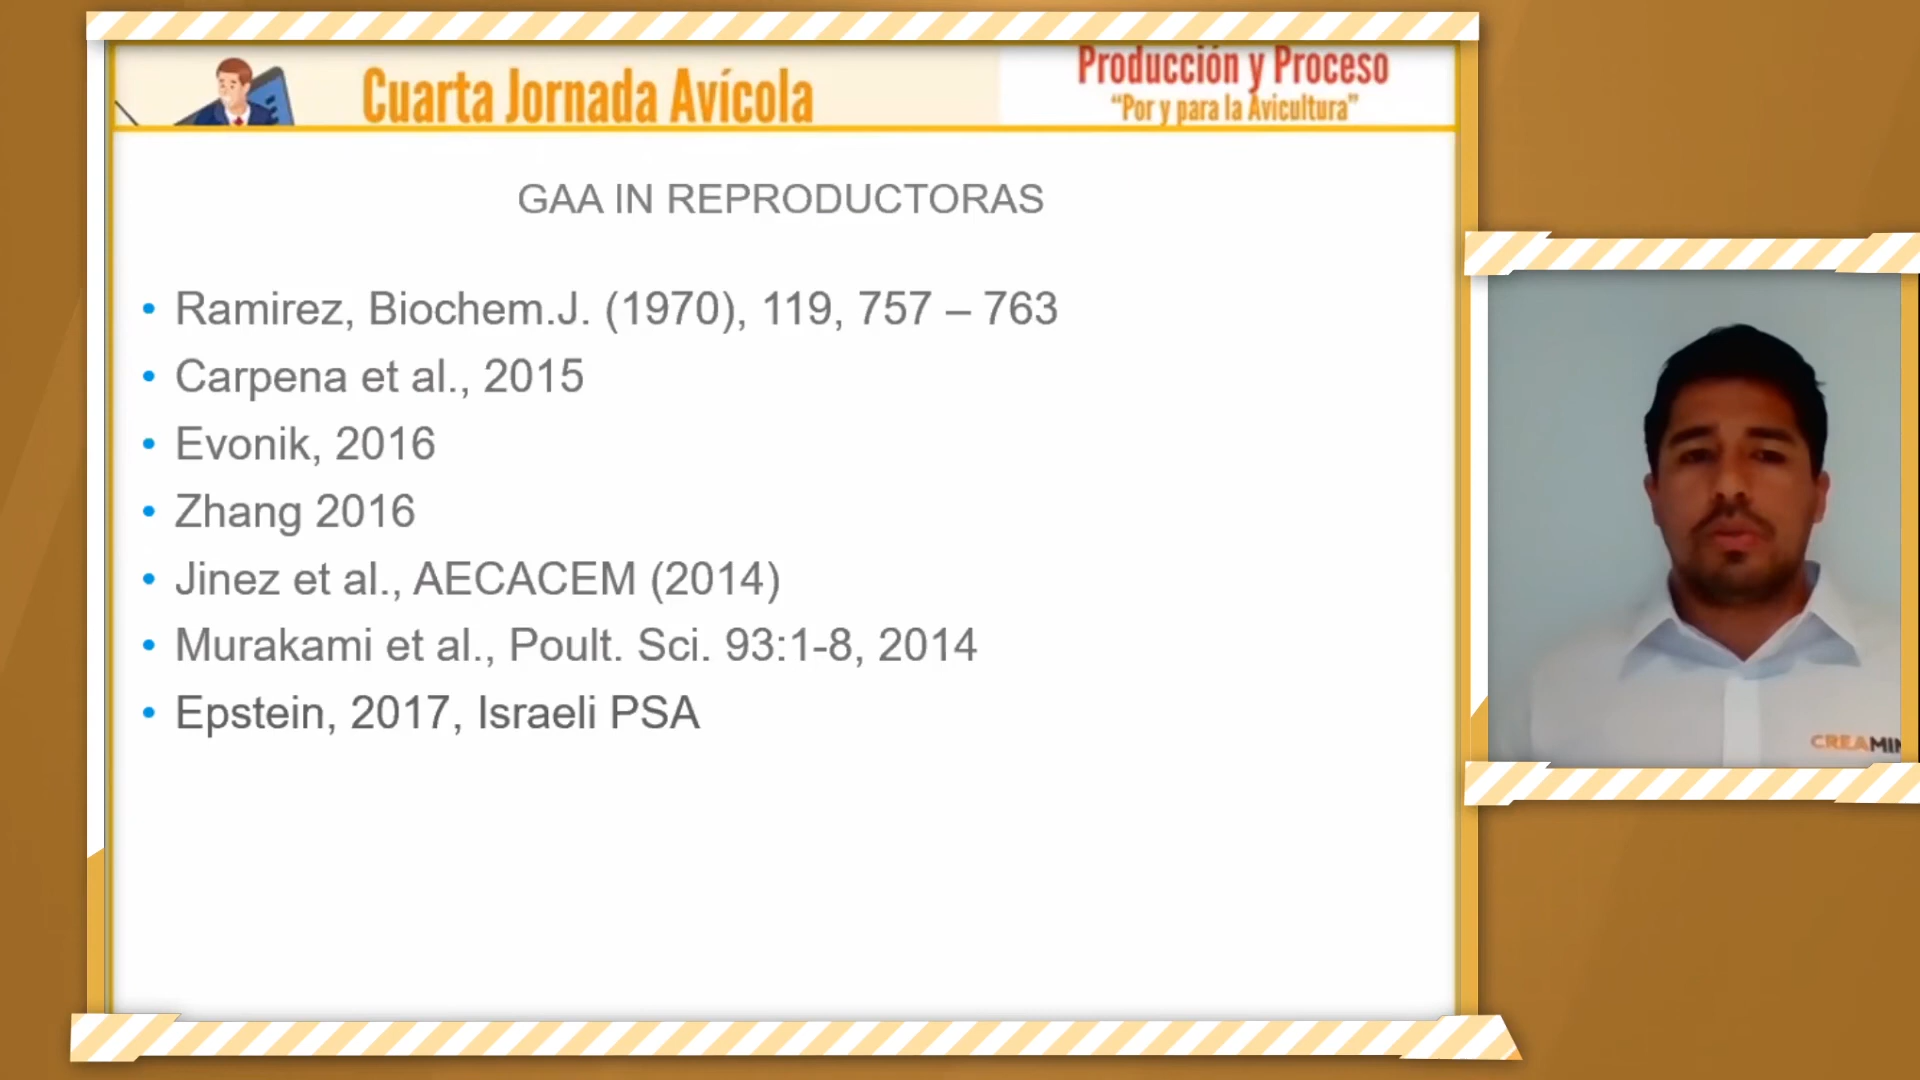 Cuarta Jornada Avícola
Producción y Proceso
“Por y para la Avicultura”
GAA IN REPRODUCTORAS
• Ramirez, Biochem.J. (1970), 119, 757 – 763
• Carpena et al., 2015
• Evonik, 2016
• Zhang 2016
• Jinez et al., AECACEM (2014)
• Murakami et al., Poult. Sci. 93:1-8, 2014
• Epstein, 2017, Israeli PSA